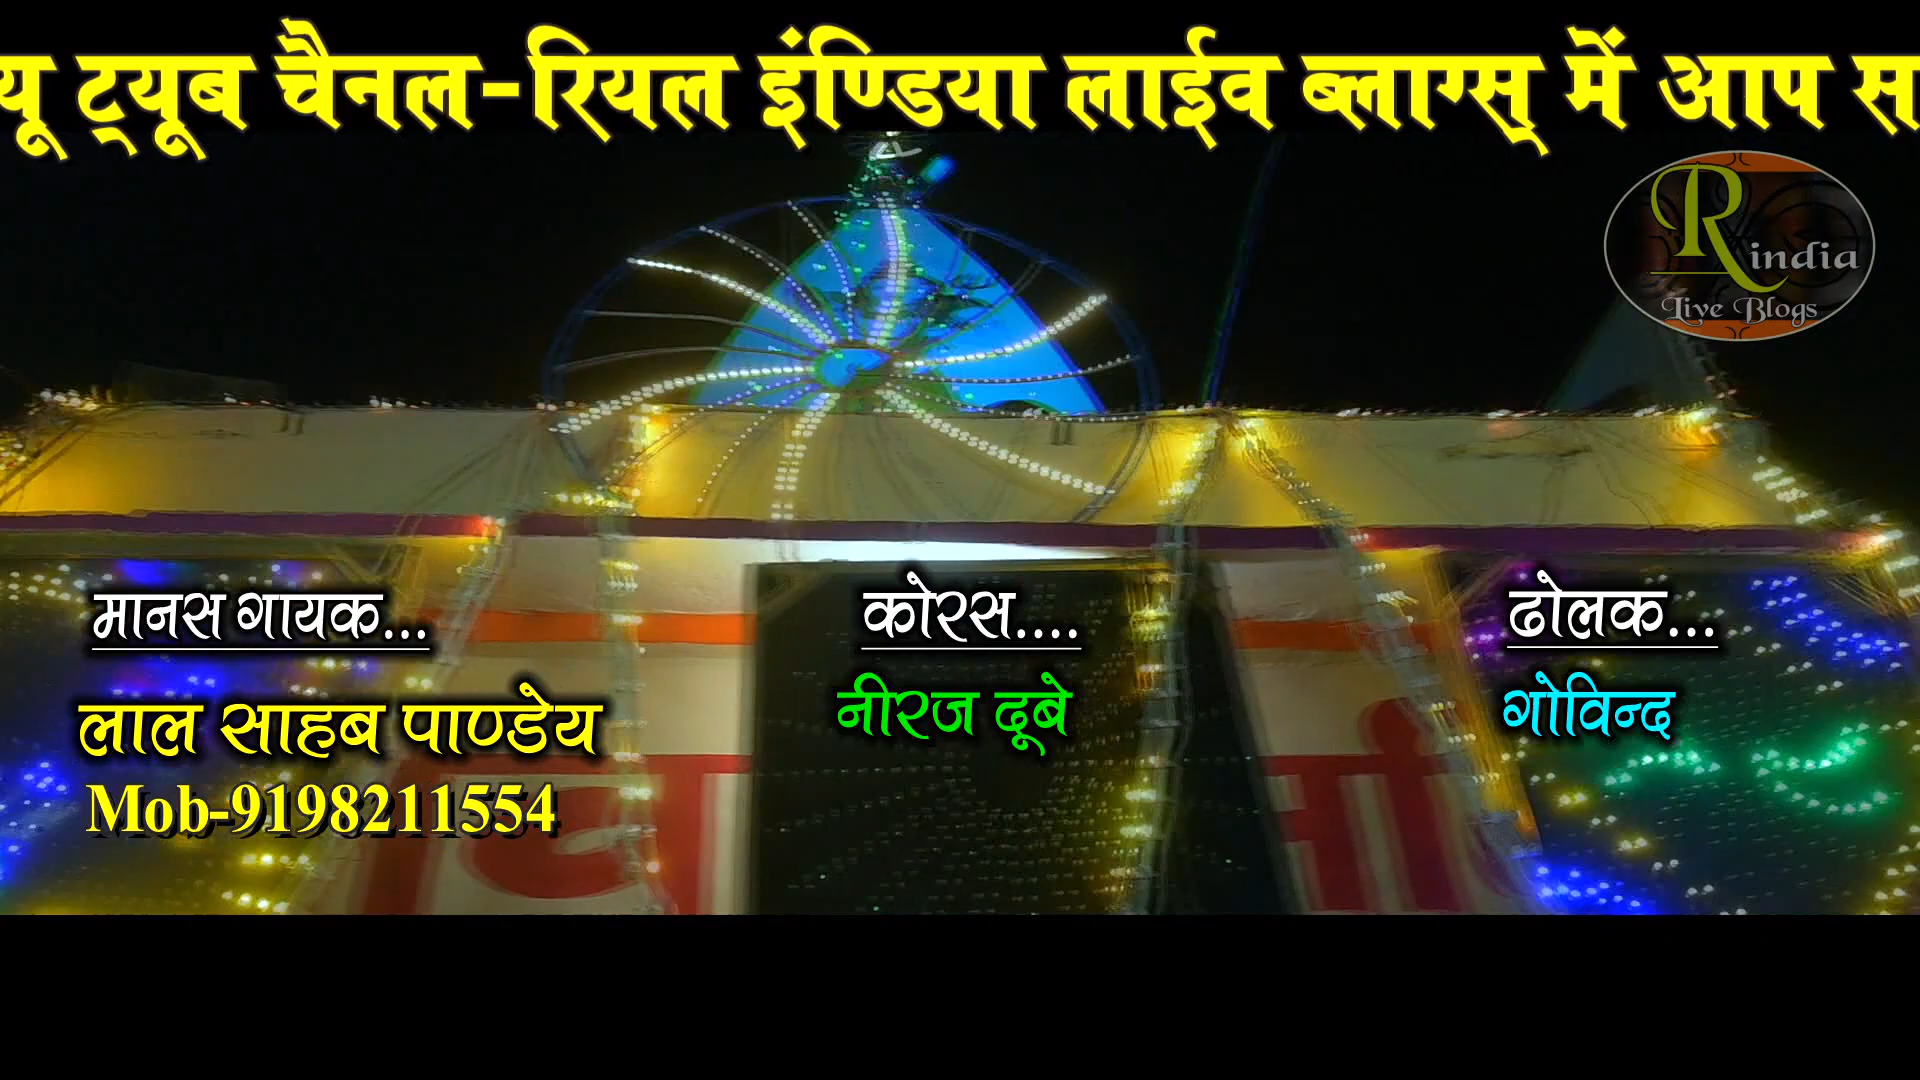 यू ट्यूब चैनल-रियल इंण्डिया लाईव ब्लाग्स् में आप स
R india
Live Blogs
मानस गायक... कोरस.... ढोलक...
लाल साहब पाण्डेय नीरज दूबे गोविन्द
Mob-9198211554